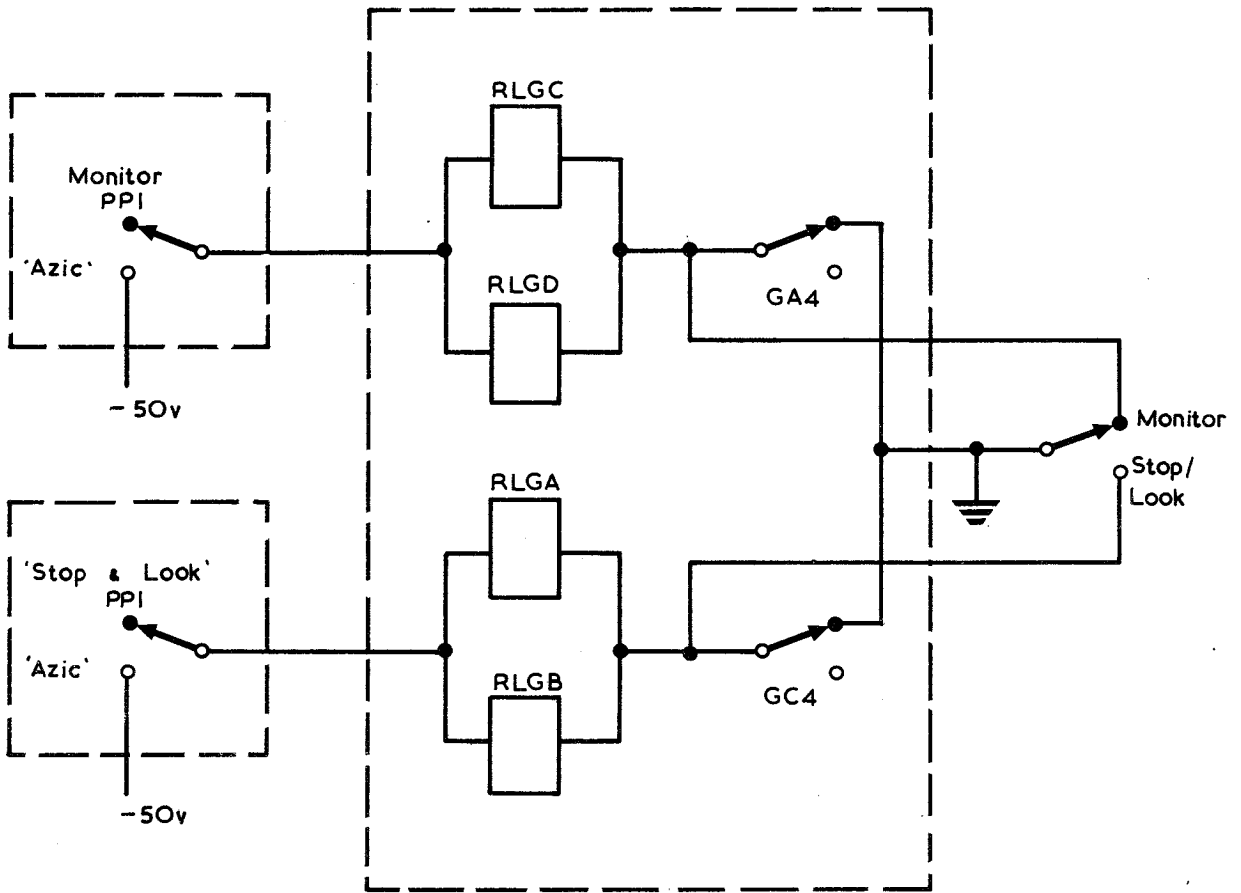 RLGC
Monitor
PPI
'Azic'
-50v
RLGD
GA4
Monitor
Stop/
Look
RLGA
'Stop & Look'
PPI
'Azic'
-50v
RLGB
GC4